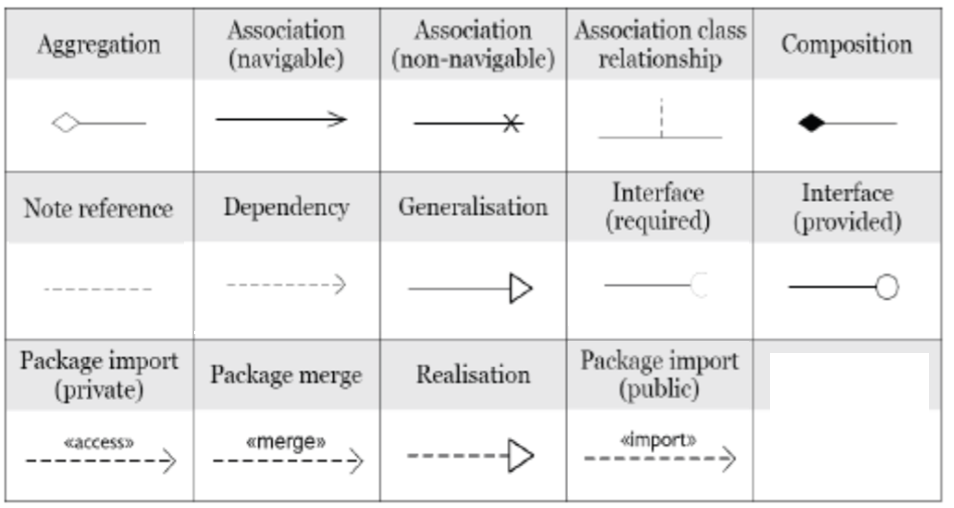 Aggregation
Association
(navigable)
Association
(non-navigable)
Association class
relationship
Composition
Note reference
Dependency
Generalisation
Interface
(required)
Interface
(provided)
Package import
(private)
Package merge
Realisation
Package import
(public)
«access»
«merge»
«import»